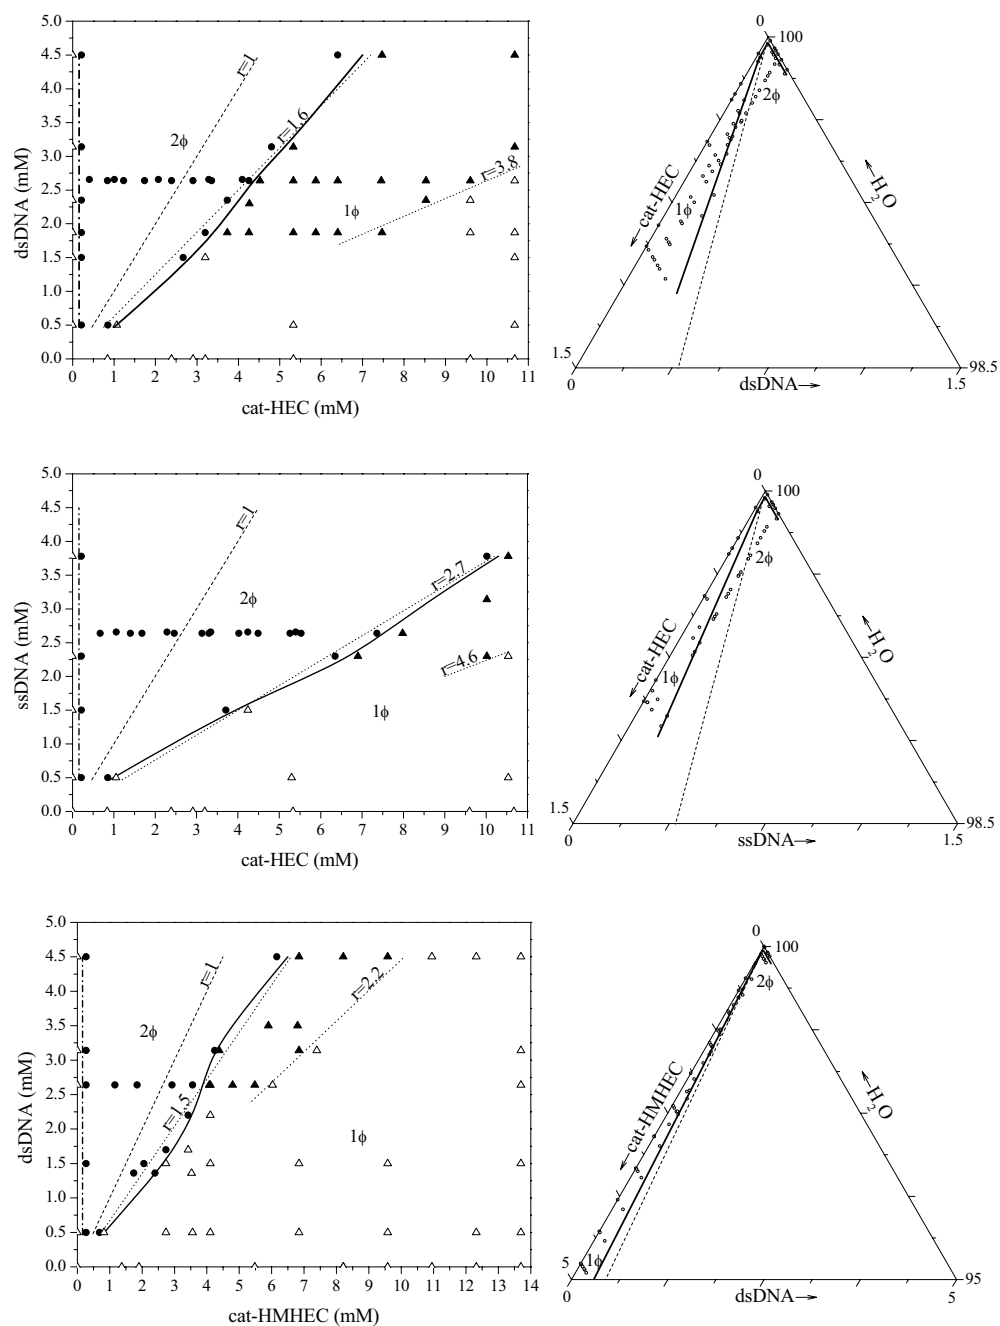 5.0
4.5
4.0
3.5
3.0
2.5
2.0
1.5
1.0
0.5
0.0
dsDNA (mM)
r=1
2ϕ
r=1,6
r=3.8
1ϕ
0 1 2 3 4 5 6 7 8 9 10 11
cat-HEC (mM)
0
100
2ϕ
← cat-HEC
1ϕ
← H₂O
1.5
0
dsDNA→
1.5
98.5
5.0
4.5
4.0
3.5
3.0
2.5
2.0
1.5
1.0
0.5
0.0
ssDNA (mM)
r=1
2ϕ
r=2.7
r=4.6
1ϕ
0 1 2 3 4 5 6 7 8 9 10 11
cat-HEC (mM)
0
100
2ϕ
← cat-HEC
1ϕ
← H₂O
1.5
0
ssDNA→
1.5
98.5
5.0
4.5
4.0
3.5
3.0
2.5
2.0
1.5
1.0
0.5
0.0
dsDNA (mM)
r=1
2ϕ
r=2.2
r=1.5
1ϕ
0 1 2 3 4 5 6 7 8 9 10 11 12 13 14
cat-HMHEC (mM)
0
100
2ϕ
← cat-HMHEC
← H₂O
1ϕ
5
0
dsDNA→
5
95